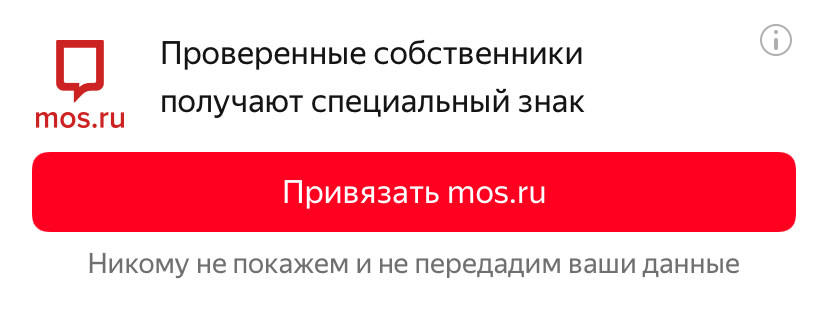 Проверенные собственники
получают специальный знак
mos.ru
Привязать mos.ru
Никому не покажем и не передадим ваши данные